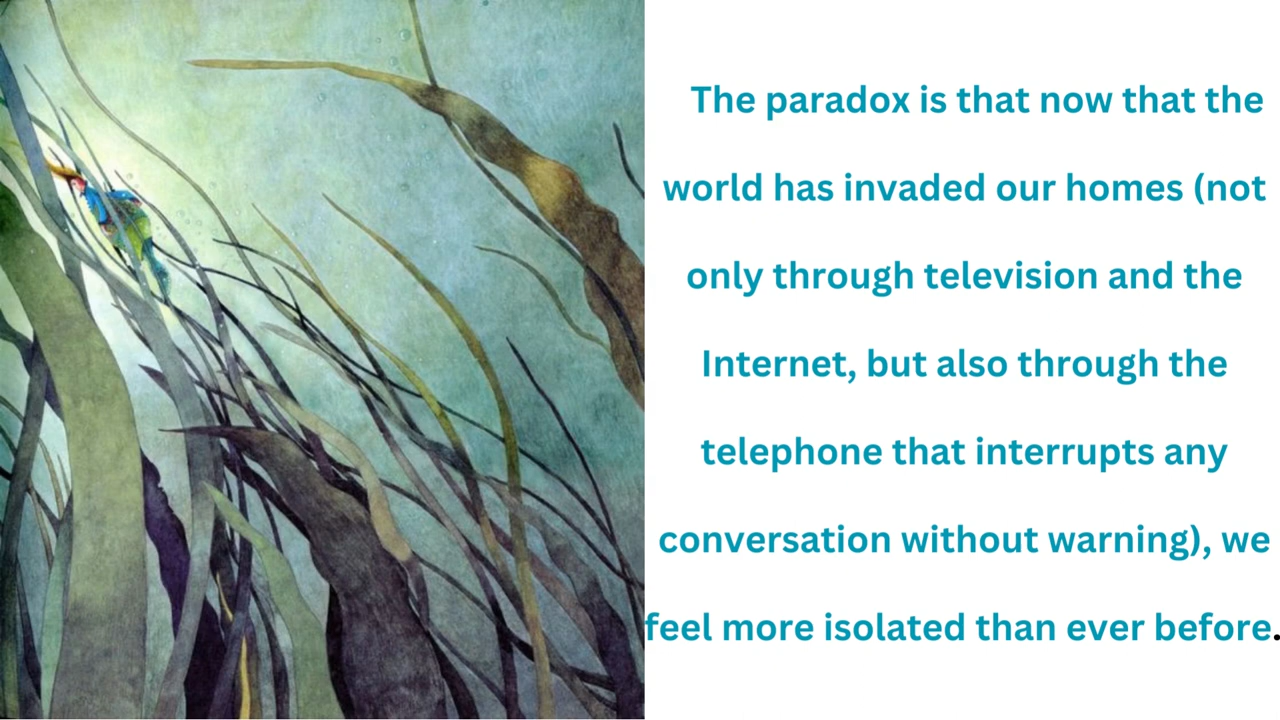 The paradox is that now that the
world has invaded our homes (not
only through television and the
Internet, but also through the
telephone that interrupts any
conversation without warning), we
feel more isolated than ever before.